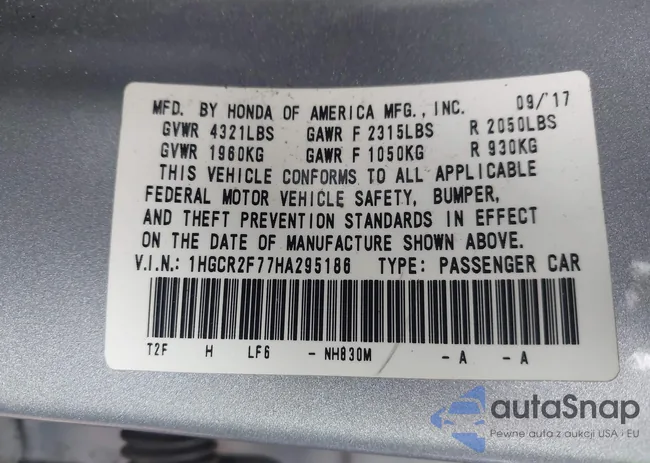 MFD. BY HONDA OF AMERICA MFG., INC. 09/'17
GVWR 4321LBS GAWR F 2315LBS R 2050LBS
GVWR 1960KG GAWR F 1050KG R 930KG
THIS VEHICLE CONFORMS TO ALL APPLICABLE
FEDERAL MOTOR VEHICLE SAFETY, BUMPER,
AND THEFT PREVENTION STANDARDS IN EFFECT
ON THE DATE OF MANUFACTURE SHOWN ABOVE.
V.I.N.: 1HGCR2F77HA295186 TYPE: PASSENGER CAR
T2F H LF6 - NH830M - A - A
autaSnap
Pewne auta z aukcji USA i EU